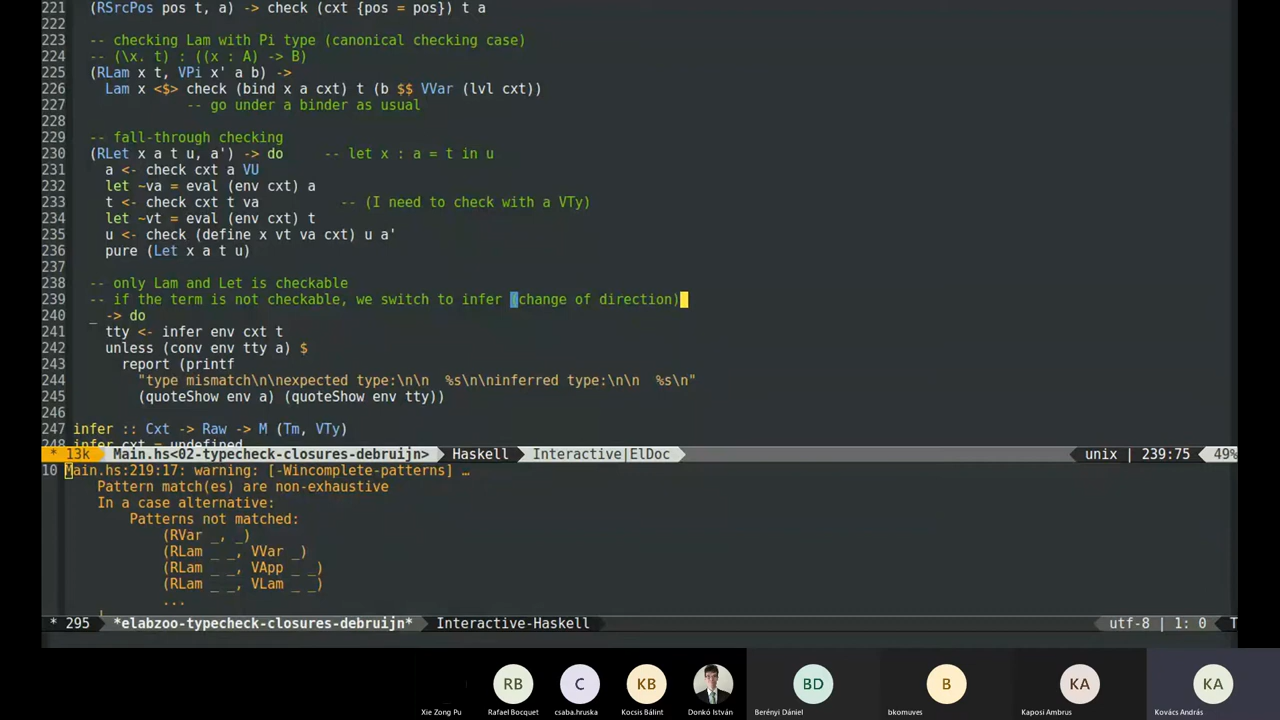 221   (RSrcPos pos t, a) -> check (cxt {pos = pos}) t a
222
223   -- checking Lam with Pi type (canonical checking case)
224   -- (\x. t) : ((x : A) -> B)
225   (RLam x t, VPi x' a b) ->
226     Lam x <$> check (bind x a cxt) t (b $$ VVar (lvl cxt))
227               -- go under a binder as usual
228
229   -- fall-through checking
230   (RLet x a t u, a') -> do     -- let x : a = t in u
231     a <- check cxt a VU
232     let ~va = eval (env cxt) a
233     t <- check cxt t va          -- (I need to check with a VTy)
234     let ~vt = eval (env cxt) t
235     u <- check (define x vt va cxt) u a'
236     pure (Let x a t u)
237
238   -- only Lam and Let is checkable
239   -- if the term is not checkable, we switch to infer (change of direction)
240   _ -> do
241     tty <- infer env cxt t
242     unless (conv env tty a) $
243       report (printf
244         "type mismatch\n\nexpected type:\n\n  %s\n\ninferred type:\n\n  %s\n"
245         (quoteShow env a) (quoteShow env tty))
246
247 infer :: Cxt -> Raw -> M (Tm, VTy)
248 infer cxt = undefined
* 13k Main.hs<02-typecheck-closures-debruijn> Haskell Interactive|ElDoc unix | 239:75 49%
10 Main.hs:219:17: warning: [-Wincomplete-patterns] …
Pattern match(es) are non-exhaustive
In a case alternative:
Patterns not matched:
(RVar _, _)
(RLam _ _, VVar _)
(RLam _ _, VApp _ _)
(RLam _ _, VLam _ _)
...
* 295 *elabzoo-typecheck-closures-debruijn* Interactive-Haskell utf-8 | 1: 0 T
RB C KB BD B KA KA
Xie Zong Pu Rafael Bocquet csaba.hruska Kocsis Bálint Donkó István Berényi Dániel bkomuves Kaposi Ambrus Kovács András